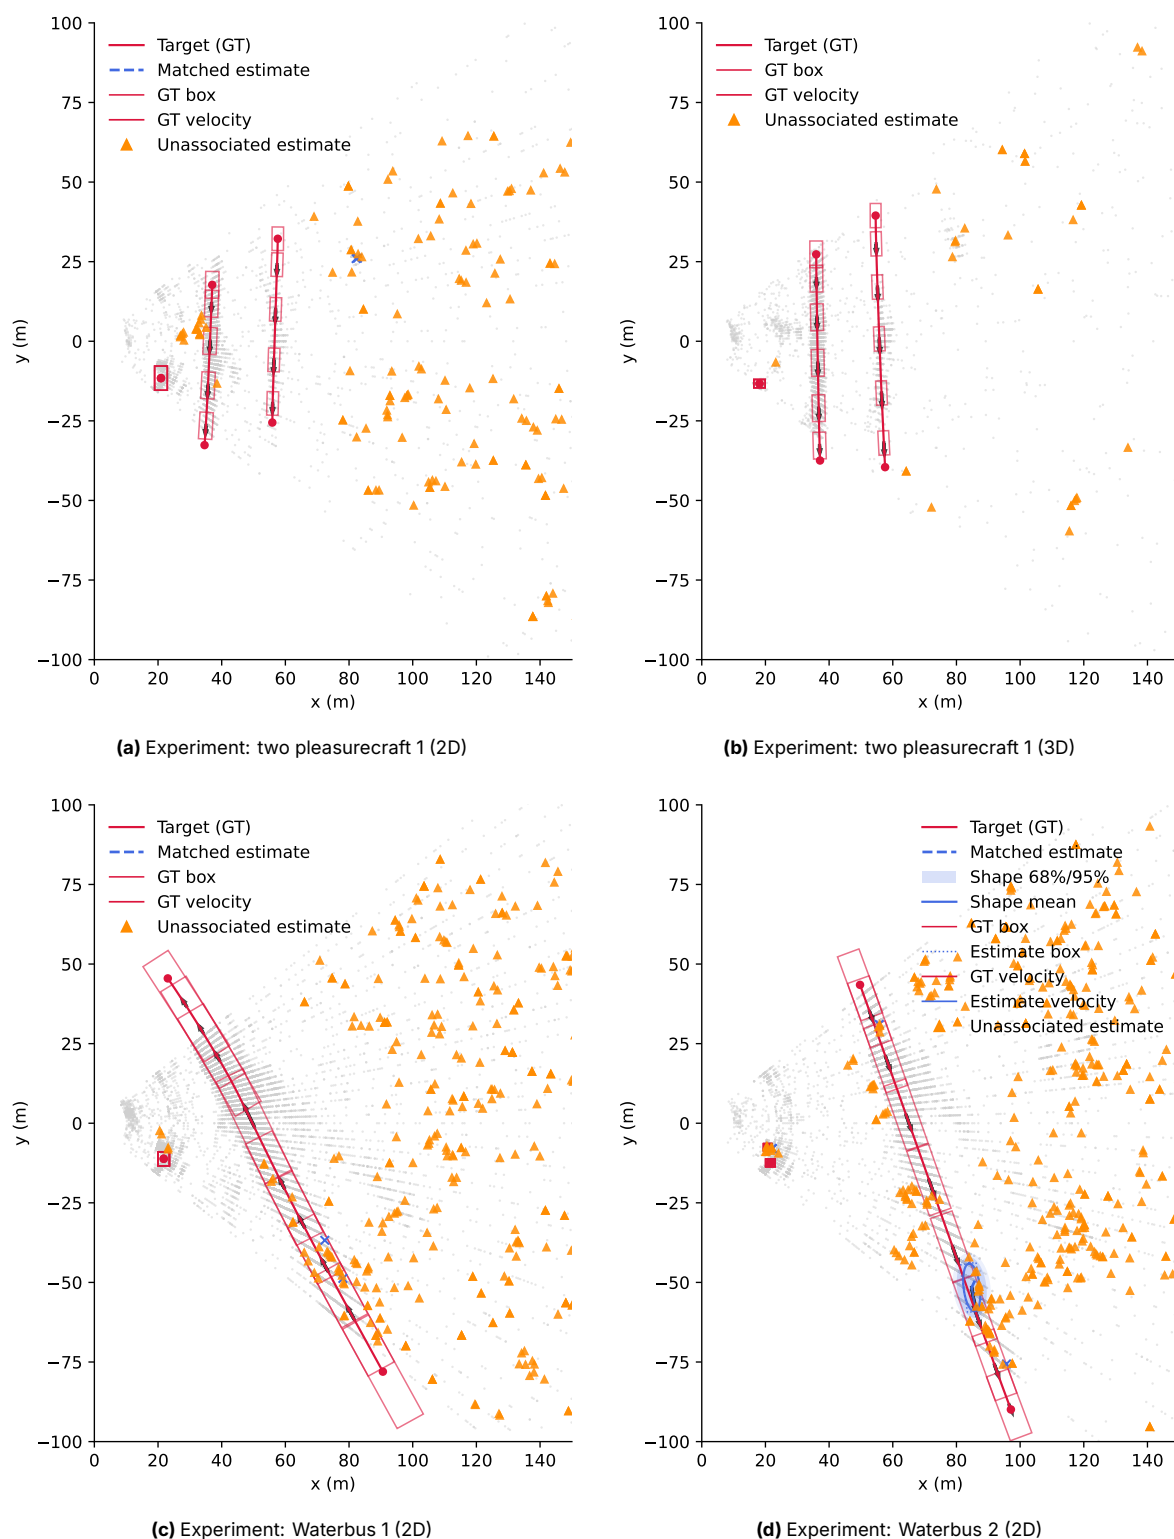 100
75
50
25
0
−25
−50
−75
−100
y (m)
0 20 40 60 80 100 120 140
x (m)
Target (GT)
Matched estimate
GT box
GT velocity
Unassociated estimate
(a) Experiment: two pleasurecraft 1 (2D)
100
75
50
25
0
−25
−50
−75
−100
y (m)
0 20 40 60 80 100 120 140
x (m)
Target (GT)
GT box
GT velocity
Unassociated estimate
(b) Experiment: two pleasurecraft 1 (3D)
100
75
50
25
0
−25
−50
−75
−100
y (m)
0 20 40 60 80 100 120 140
x (m)
Target (GT)
Matched estimate
GT box
GT velocity
Unassociated estimate
(c) Experiment: Waterbus 1 (2D)
100
75
50
25
0
−25
−50
−75
−100
y (m)
0 20 40 60 80 100 120 140
x (m)
Target (GT)
Matched estimate
Shape 68%/95%
Shape mean
GT box
Estimate box
GT velocity
Estimate velocity
Unassociated estimate
(d) Experiment: Waterbus 2 (2D)